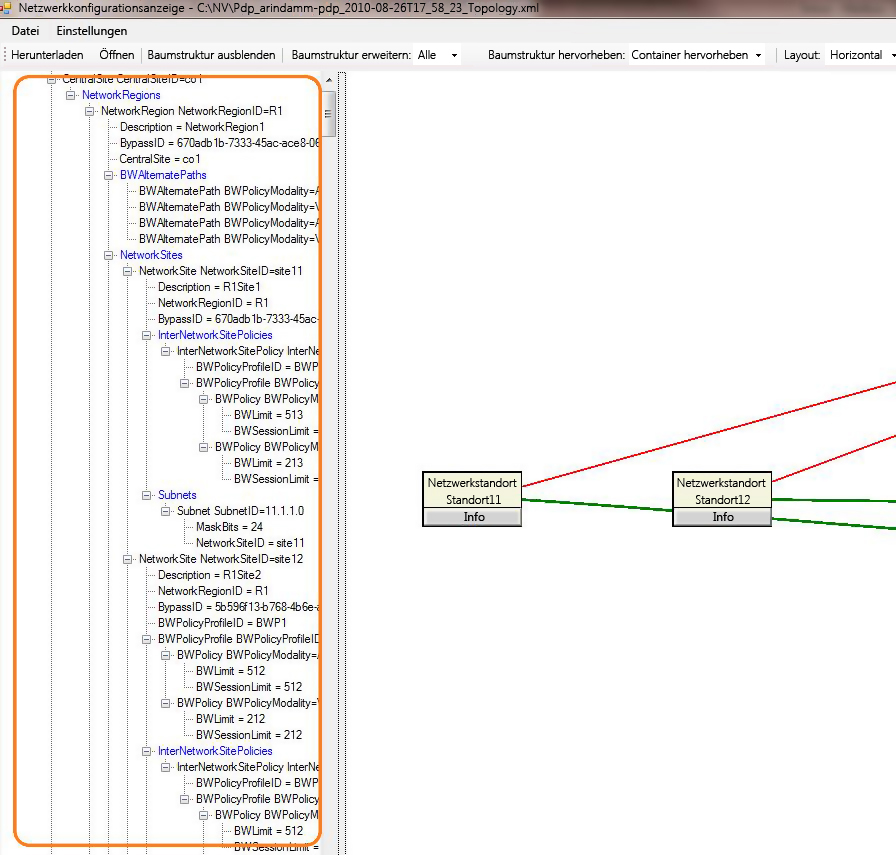 Netzwerkkonfigurationsanzeige - C:\NV\Pdp_arindamm-pdp_2010-08-26T17_58_23_Topology.xml
Datei Einstellungen
Herunterladen Öffnen Baumstruktur ausblenden Baumstruktur erweitern: Alle Baumstruktur hervorheben: Container hervorheben Layout: Horizontal
CentralSite CentralSiteID=co1
NetworkRegions
NetworkRegion NetworkRegionID=R1
Description = NetworkRegion1
BypassID = 670adb1b-7333-45ac-ace8-06
CentralSite = co1
BWAlternatePaths
BWAlternatePath BWPolicyModality=A
BWAlternatePath BWPolicyModality=V
BWAlternatePath BWPolicyModality=A
BWAlternatePath BWPolicyModality=V
NetworkSites
NetworkSite NetworkSiteID=site11
Description = R1Site1
NetworkRegionID = R1
BypassID = 670adb1b-7333-45ac-
InterNetworkSitePolicies
InterNetworkSitePolicy InterNe
BWPolicyProfileID = BWP
BWPolicyProfile BWPolicy
BWPolicy BWPolicyM
BWLimit = 513
BWSessionLimit =
BWPolicy BWPolicyM
BWLimit = 213
BWSessionLimit =
Subnets
Subnet SubnetID=11.1.1.0
MaskBits = 24
NetworkSiteID = site11
NetworkSite NetworkSiteID=site12
Description = R1Site2
NetworkRegionID = R1
BypassID = 5b596f13-b768-4b6e-a
BWPolicyProfileID = BWP1
BWPolicyProfile BWPolicyProfileID
BWPolicy BWPolicyModality=A
BWLimit = 512
BWSessionLimit = 512
BWPolicy BWPolicyModality=V
BWLimit = 212
BWSessionLimit = 212
InterNetworkSitePolicies
InterNetworkSitePolicy InterNe
BWPolicyProfileID = BWP
BWPolicyProfile BWPolicy
BWPolicy BWPolicyM
BWLimit = 512
BWSessionLimit =
Netzwerkstandort
Standort11
Info
Netzwerkstandort
Standort12
Info